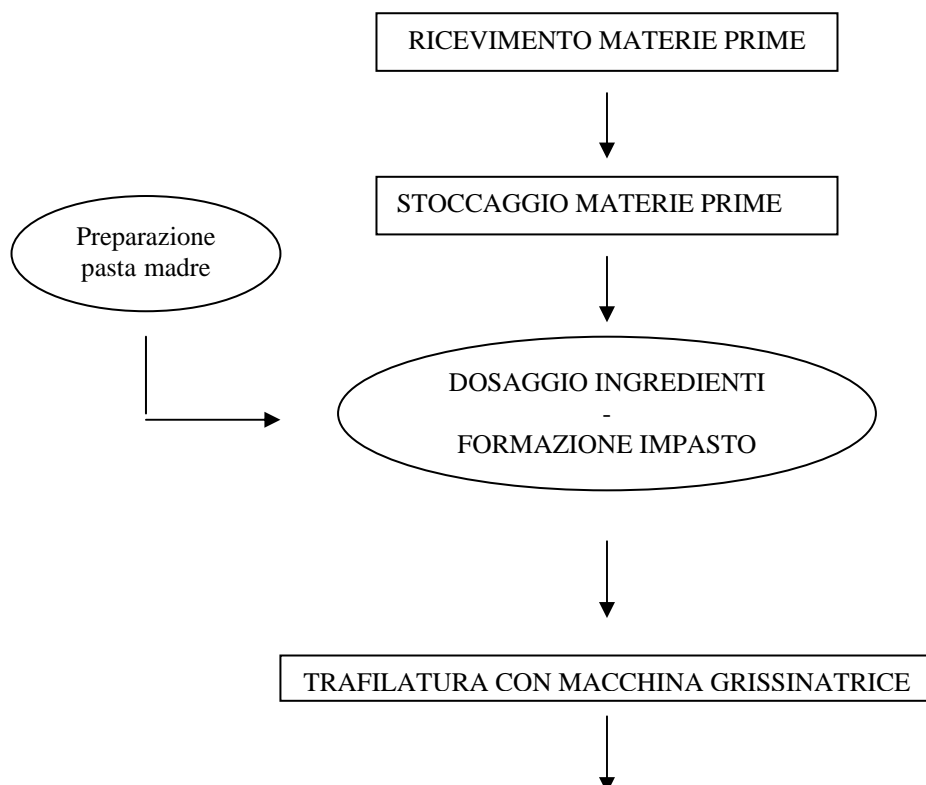 RICEVIMENTO MATERIE PRIME
STOCCAGGIO MATERIE PRIME
Preparazione
pasta madre
DOSAGGIO INGREDIENTI
-
FORMAZIONE IMPASTO
TRAFILATURA CON MACCHINA GRISSINATRICE